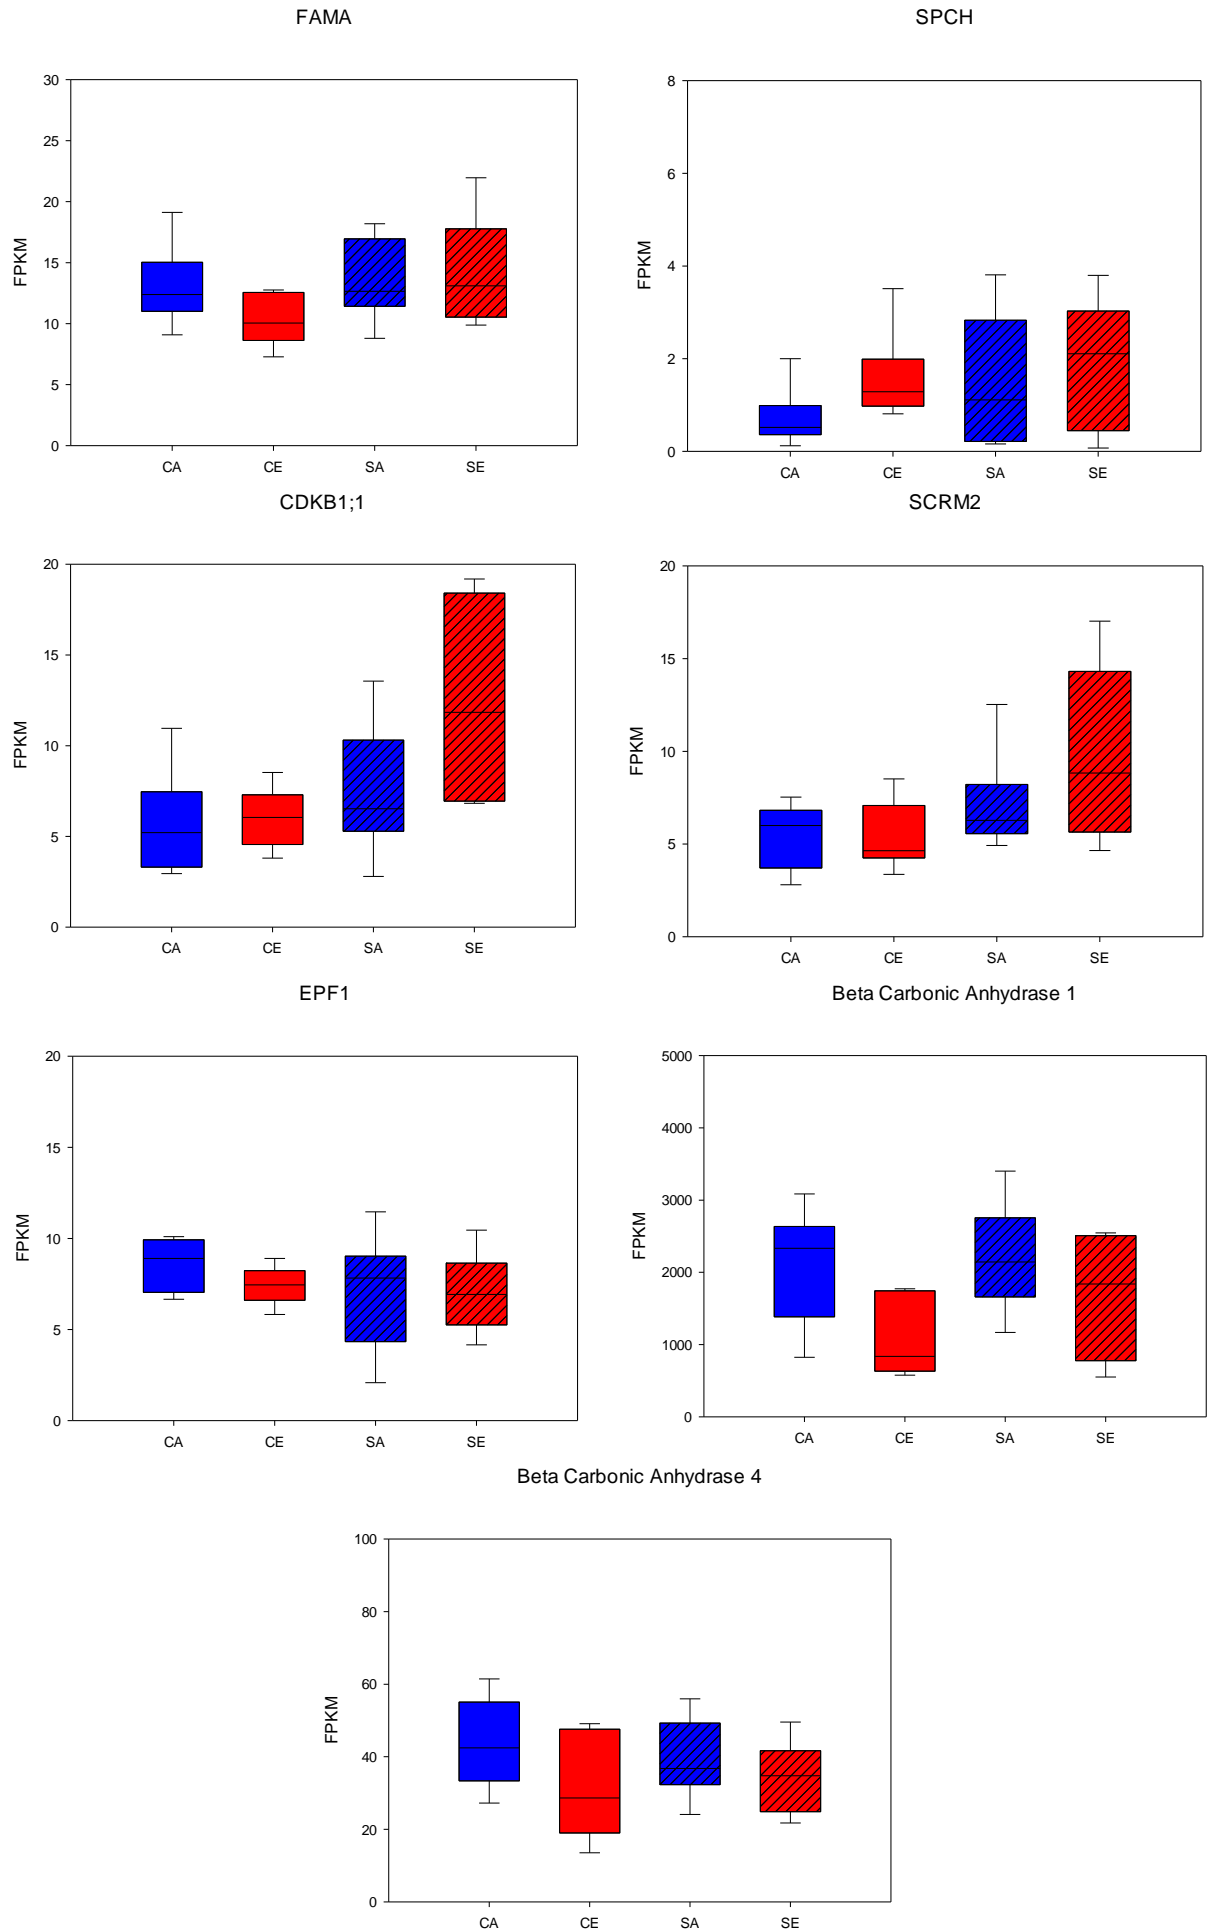 FAMA
30
25
20
15
10
5
0
FPKM
CA CE SA SE
SPCH
8
6
4
2
0
FPKM
CA CE SA SE
CDKB1;1
20
15
10
5
0
FPKM
CA CE SA SE
SCRM2
20
15
10
5
0
FPKM
CA CE SA SE
EPF1
20
15
10
5
0
FPKM
CA CE SA SE
Beta Carbonic Anhydrase 1
5000
4000
3000
2000
1000
0
FPKM
CA CE SA SE
Beta Carbonic Anhydrase 4
100
80
60
40
20
0
FPKM
CA CE SA SE